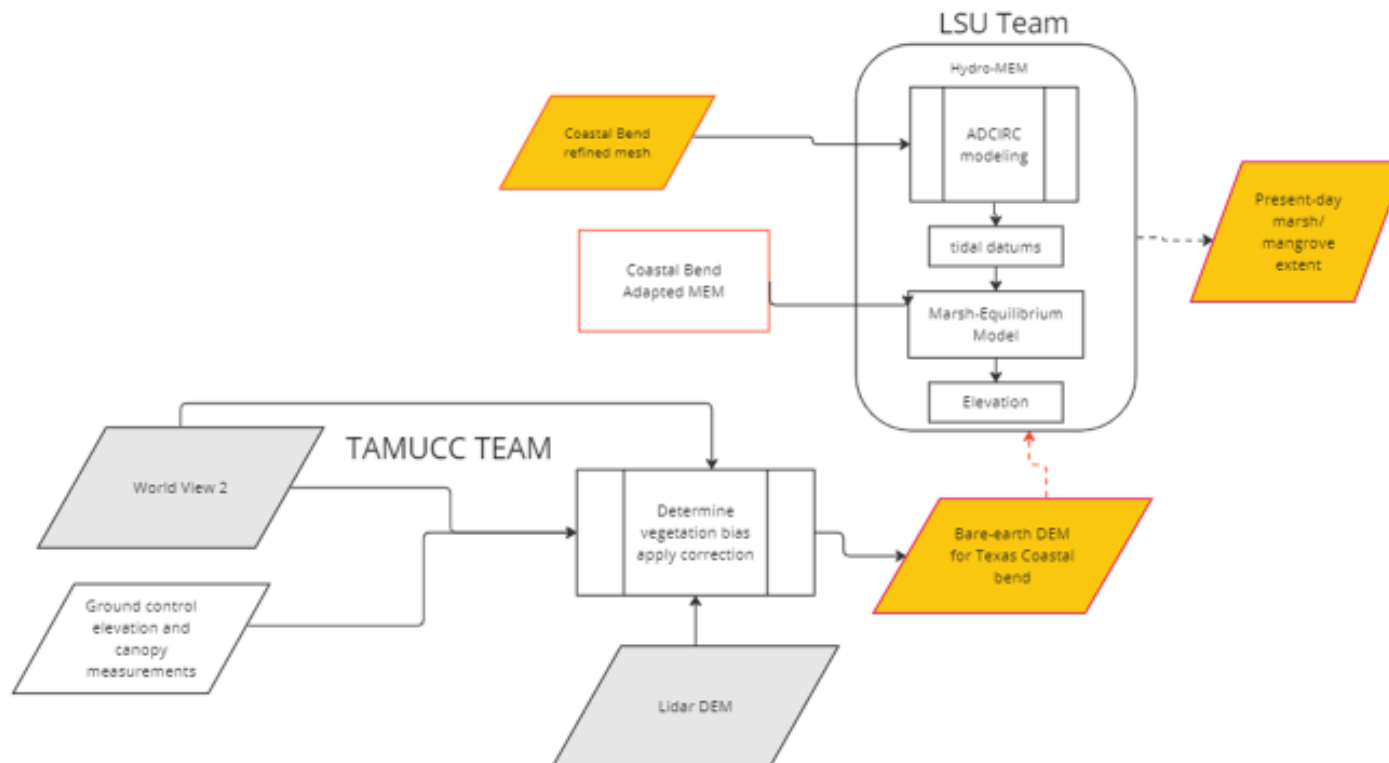 LSU Team
Hydro-MEM
Coastal Bend
refined mesh
ADCIRC
modeling
Present-day
marsh/
mangrove
extent
tidal datums
Coastal Bend
Adapted MEM
Marsh-Equilibrium
Model
Elevation
TAMUCC TEAM
World View 2
Determine
vegetation bias
apply correction
Bare-earth DEM
for Texas Coastal
bend
Ground control
elevation and
canopy
measurements
Lidar DEM